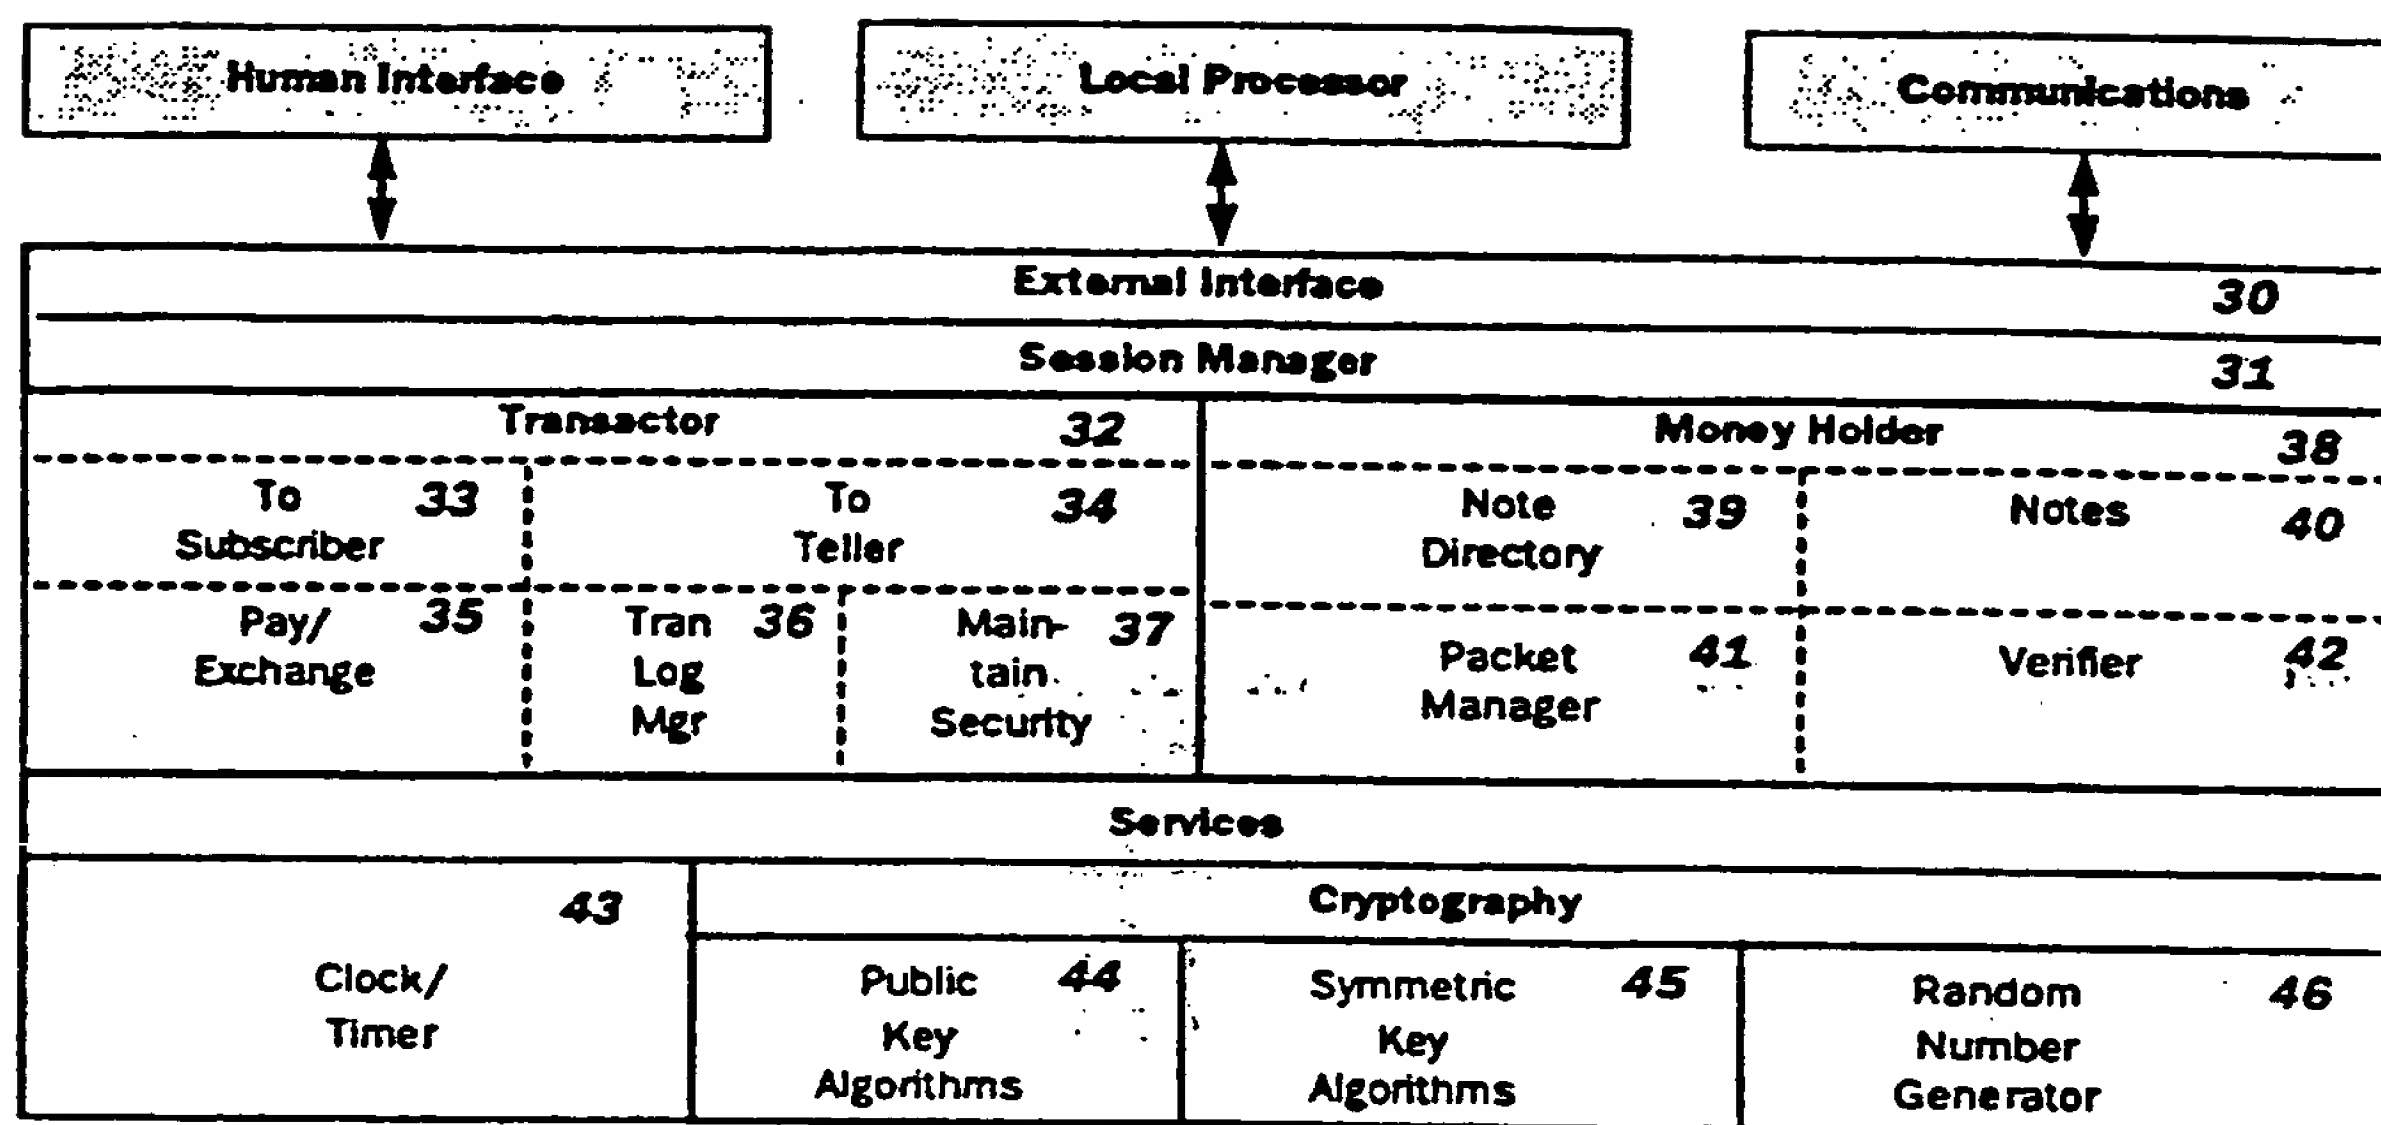 Human Interface
Local Processor
Communications
External Interface 30
Session Manager 31
Transactor 32
Money Holder 38
To 33
Subscriber
To 34
Teller
Note 39
Directory
Notes 40
Pay/ 35
Exchange
Tran 36
Log
Mgr
Main- 37
tain
Security
Packet 41
Manager
Verifier 42
Services
43
Clock/
Timer
Cryptography
Public 44
Key
Algorithms
Symmetric 45
Key
Algorithms
Random 46
Number
Generator